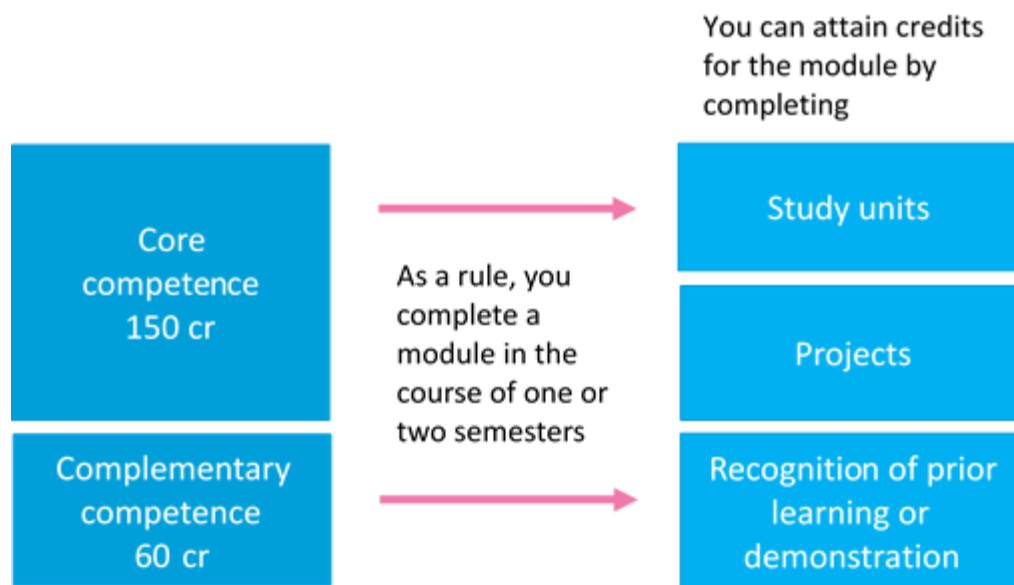 You can attain credits
for the module by
completing
Core
competence
150 cr
Complementary
competence
60 cr
As a rule, you
complete a
module in the
course of one or
two semesters
Study units
Projects
Recognition of prior
learning or
demonstration